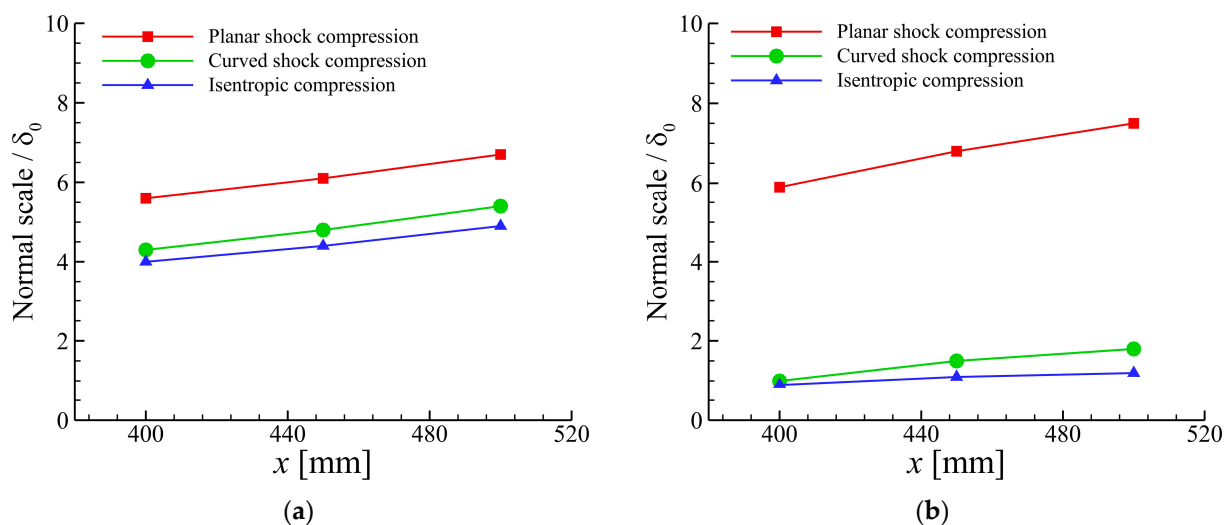 10
8
6
4
2
0
Normal scale / δ0
Planar shock compression
Curved shock compression
Isentropic compression
400
440
480
520
x [mm]
(a)
10
8
6
4
2
0
Normal scale / δ0
Planar shock compression
Curved shock compression
Isentropic compression
400
440
480
520
x [mm]
(b)